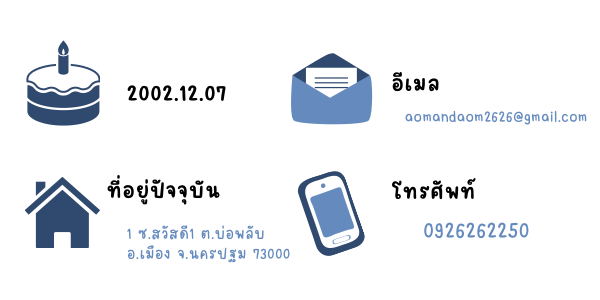 2002.12.07
อีเมล
aomandaom2626@gmail.com
ที่อยู่ปัจจุบัน
1 ซ.สวัสดี1 ต.บ่อพลับ
อ.เมือง จ.นครปฐม 73000
โทรศัพท์
0926262250